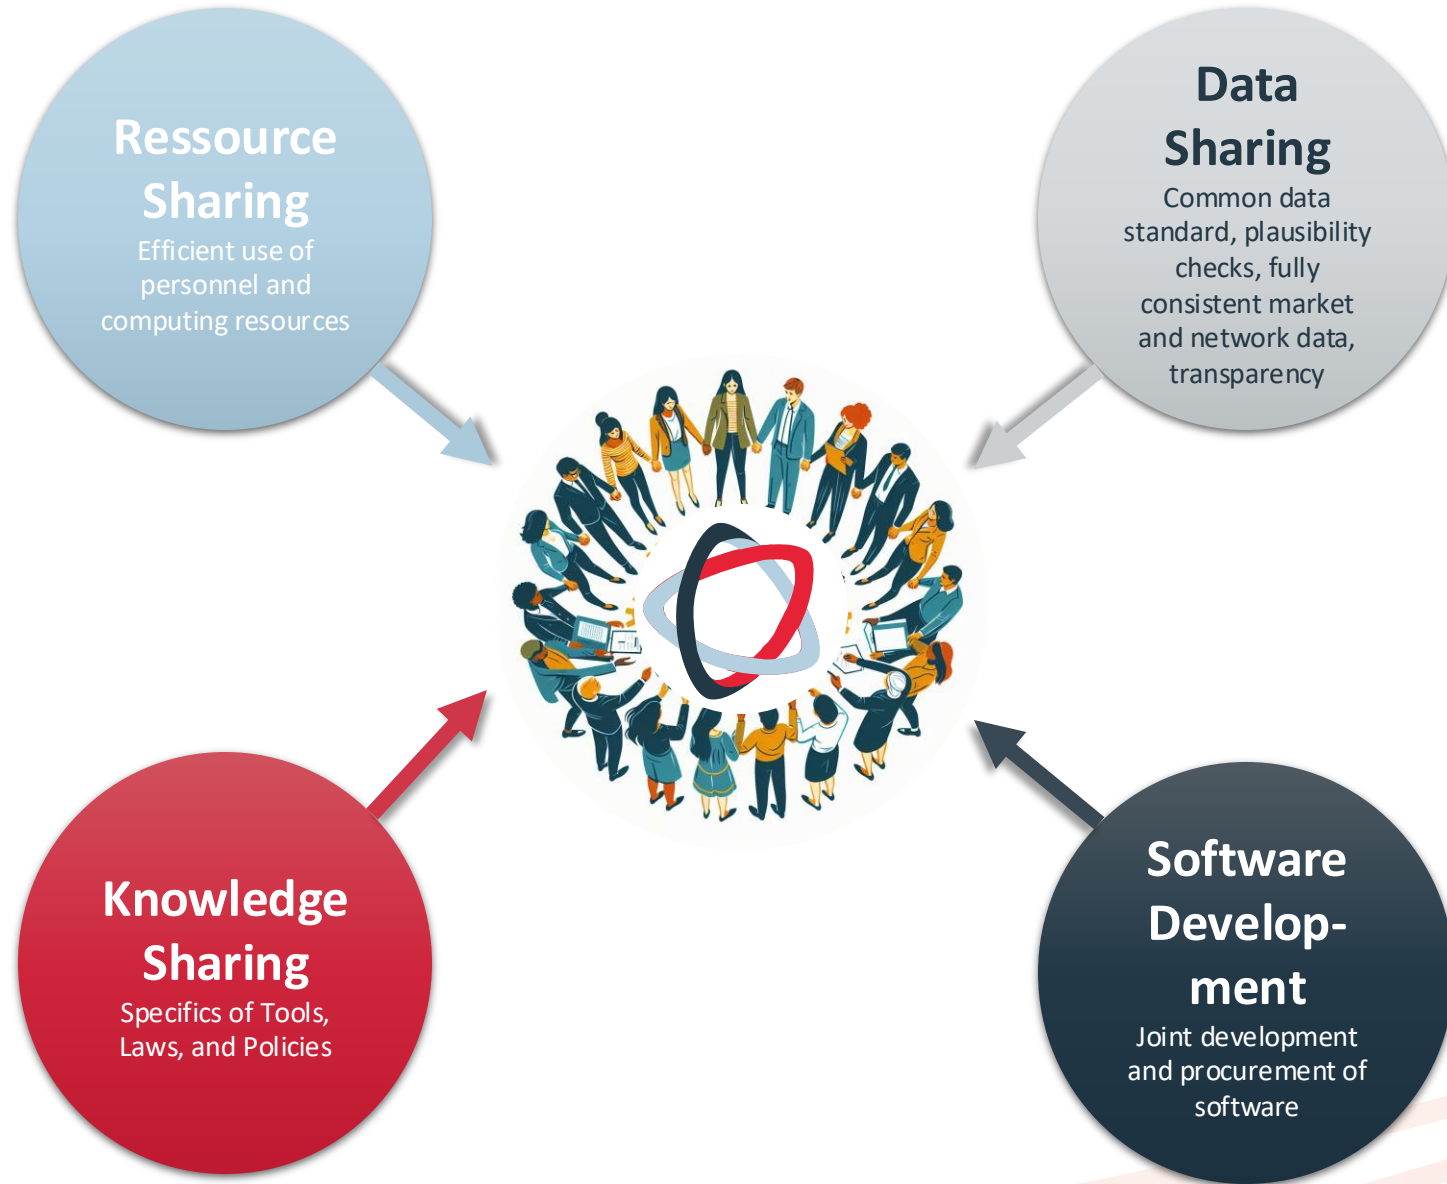 Ressource
Sharing
Efficient use of
personnel and
computing resources
Data
Sharing
Common data
standard, plausibility
checks, fully
consistent market
and network data,
transparency
Knowledge
Sharing
Specifics of Tools,
Laws, and Policies
Software
Develop-
ment
Joint development
and procurement of
software